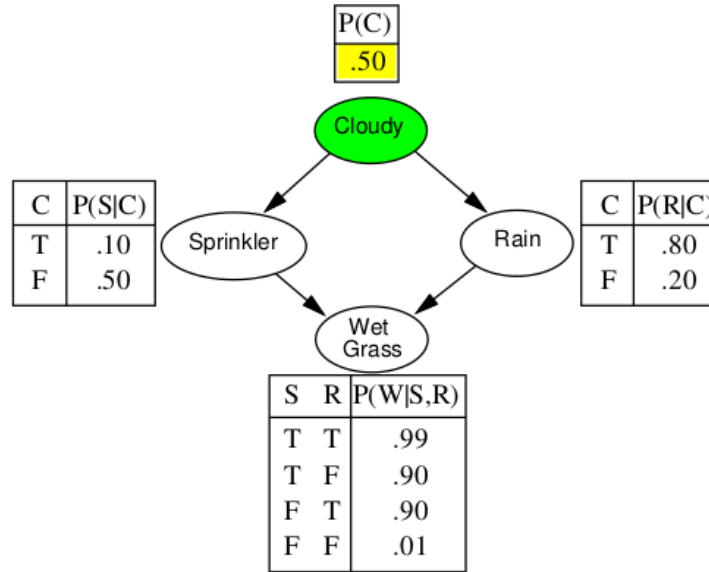 P(C)
.50
Cloudy
C P(S|C)
T .10
F .50
Sprinkler
Rain
C P(R|C)
T .80
F .20
Wet
Grass
S R P(W|S,R)
T T .99
T F .90
F T .90
F F .01